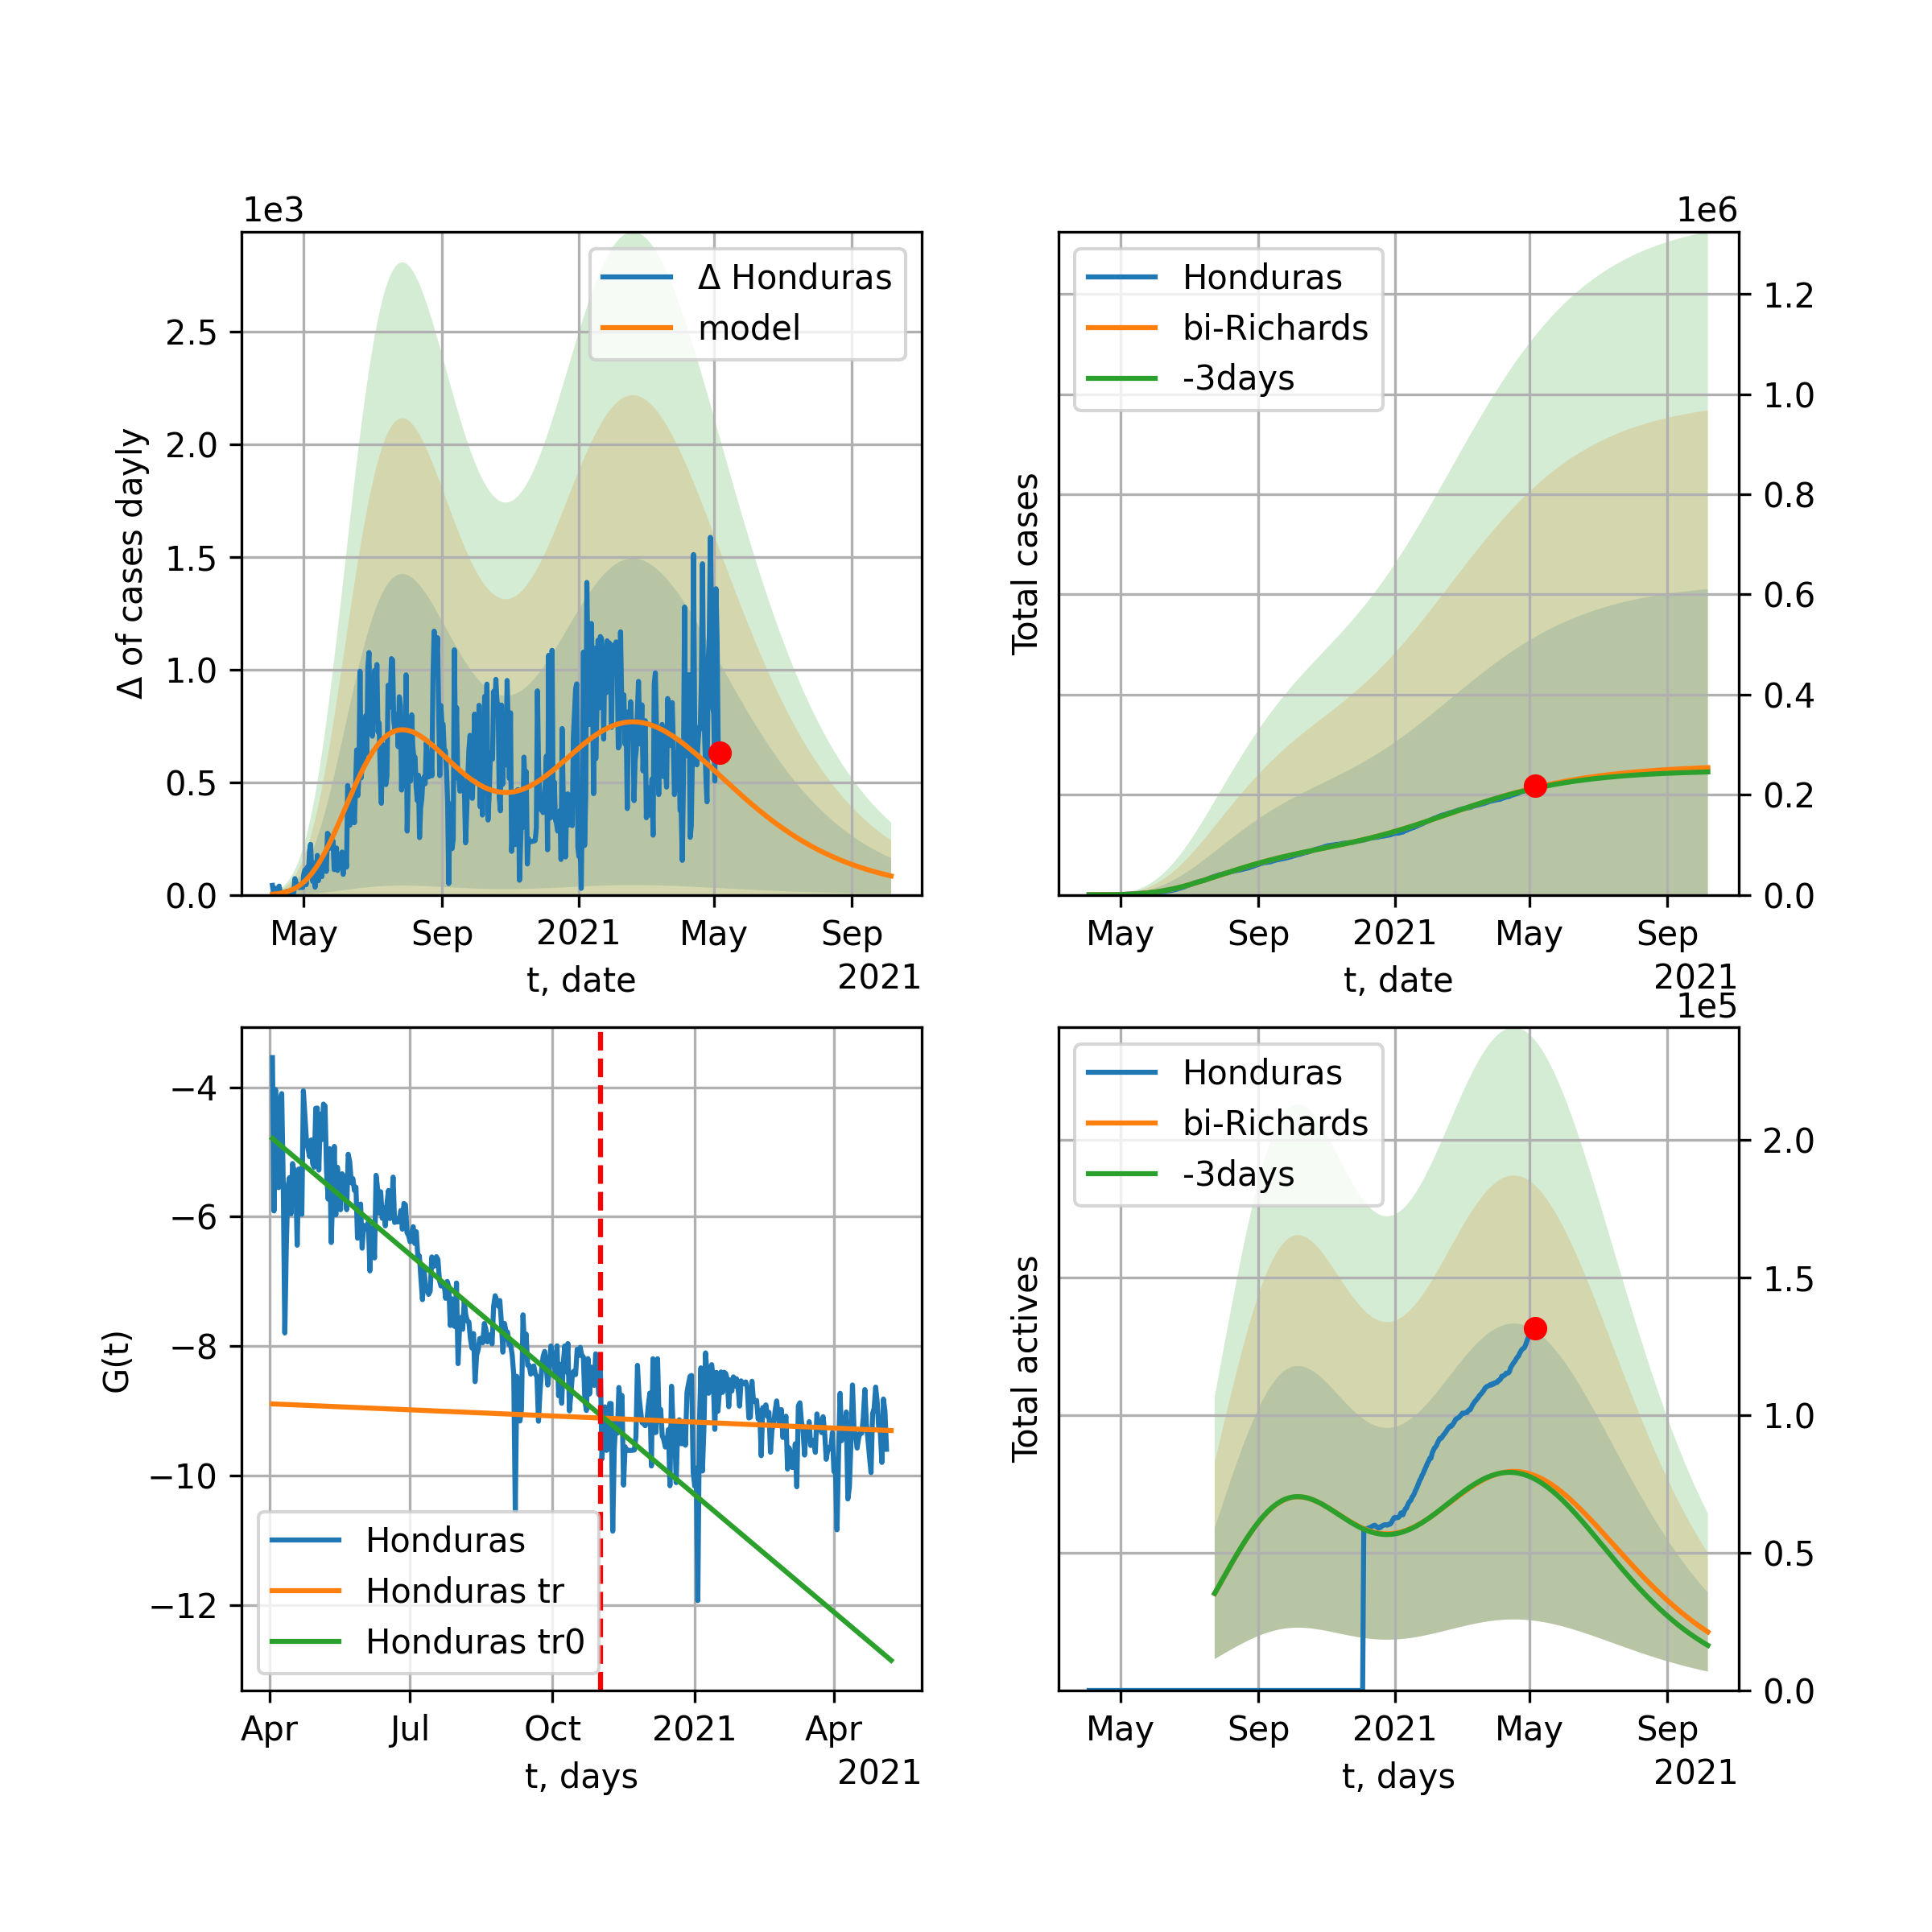 1e3
Δ Honduras
model
2.5
2.0
1.5
1.0
0.5
0.0
Δ of cases dayly
May Sep 2021 May Sep
t, date
2021
1e6
Honduras
bi-Richards
-3days
Total cases
1.2
1.0
0.8
0.6
0.4
0.2
0.0
May Sep 2021 May Sep
t, date
2021
−4
−6
−8
−10
−12
G(t)
Honduras
Honduras tr
Honduras tr0
Apr Jul Oct 2021 Apr
t, days
2021
1e5
Honduras
bi-Richards
-3days
Total actives
2.0
1.5
1.0
0.5
0.0
May Sep 2021 May Sep
t, days
2021